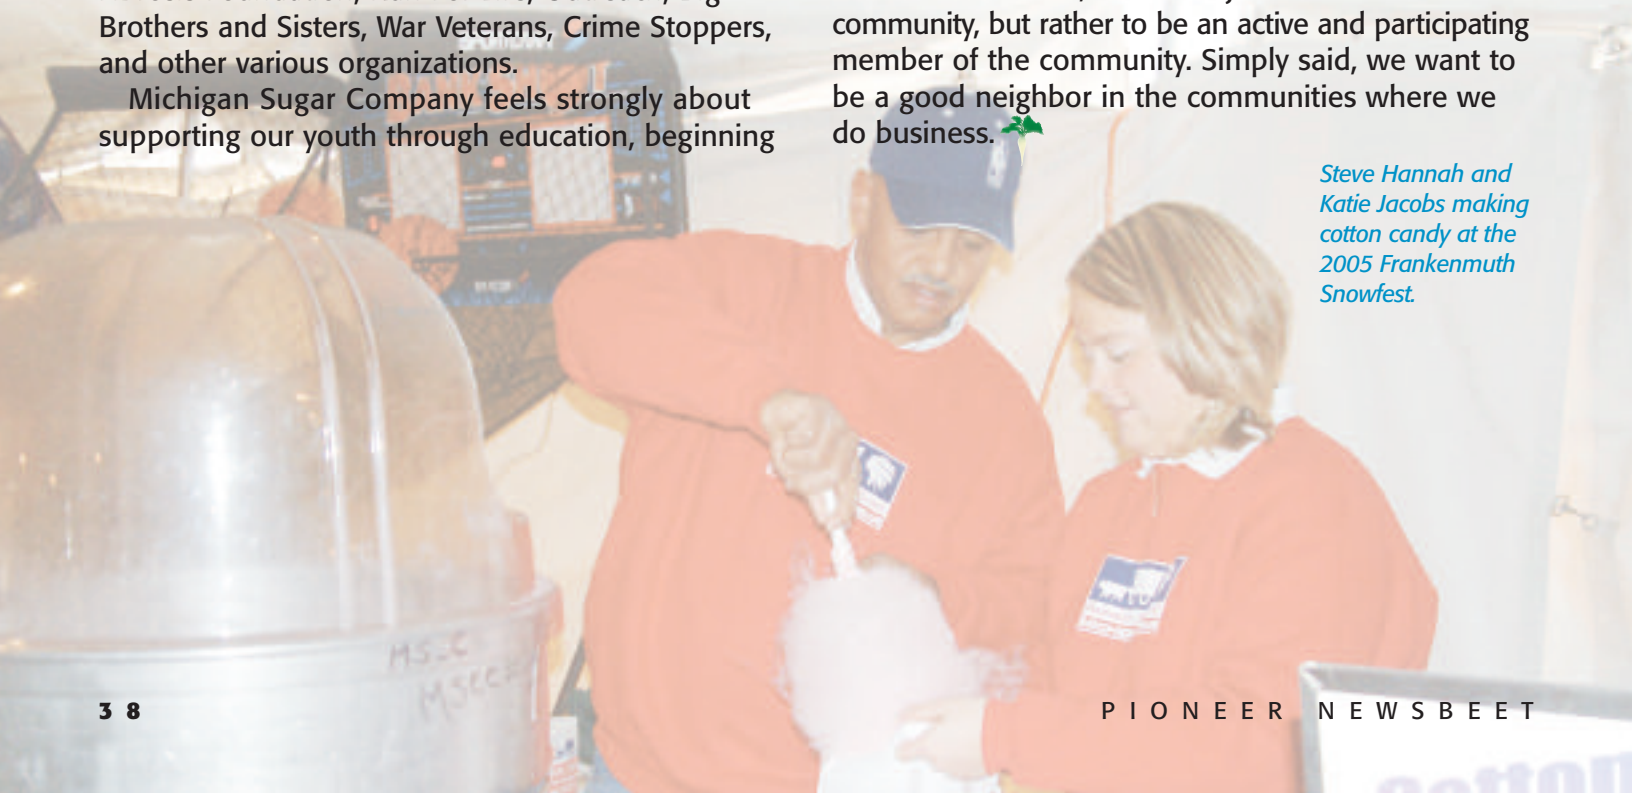 Brothers and Sisters, War Veterans, Crime Stoppers,
and other various organizations.
Michigan Sugar Company feels strongly about
supporting our youth through education, beginning
community, but rather to be an active and participating
member of the community. Simply said, we want to
be a good neighbor in the communities where we
do business.
Steve Hannah and
Katie Jacobs making
cotton candy at the
2005 Frankenmuth
Snowfest.
MSC
38
PIONEER NEWSBEET